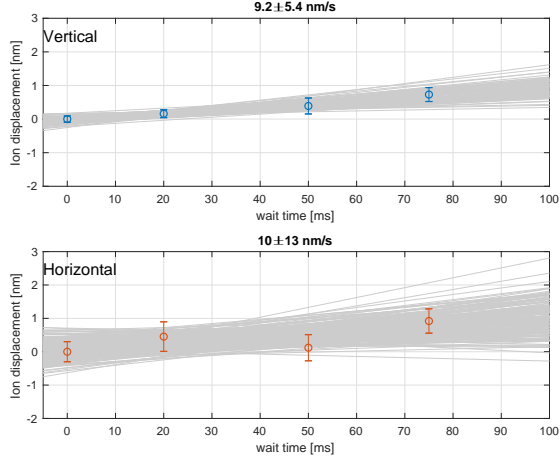 9.2±5.4 nm/s
Vertical
Ion displacement [nm]
3
2
1
0
-1
-2
0 10 20 30 40 50 60 70 80 90 100
wait time [ms]
10±13 nm/s
Horizontal
Ion displacement [nm]
3
2
1
0
-1
-2
0 10 20 30 40 50 60 70 80 90 100
wait time [ms]